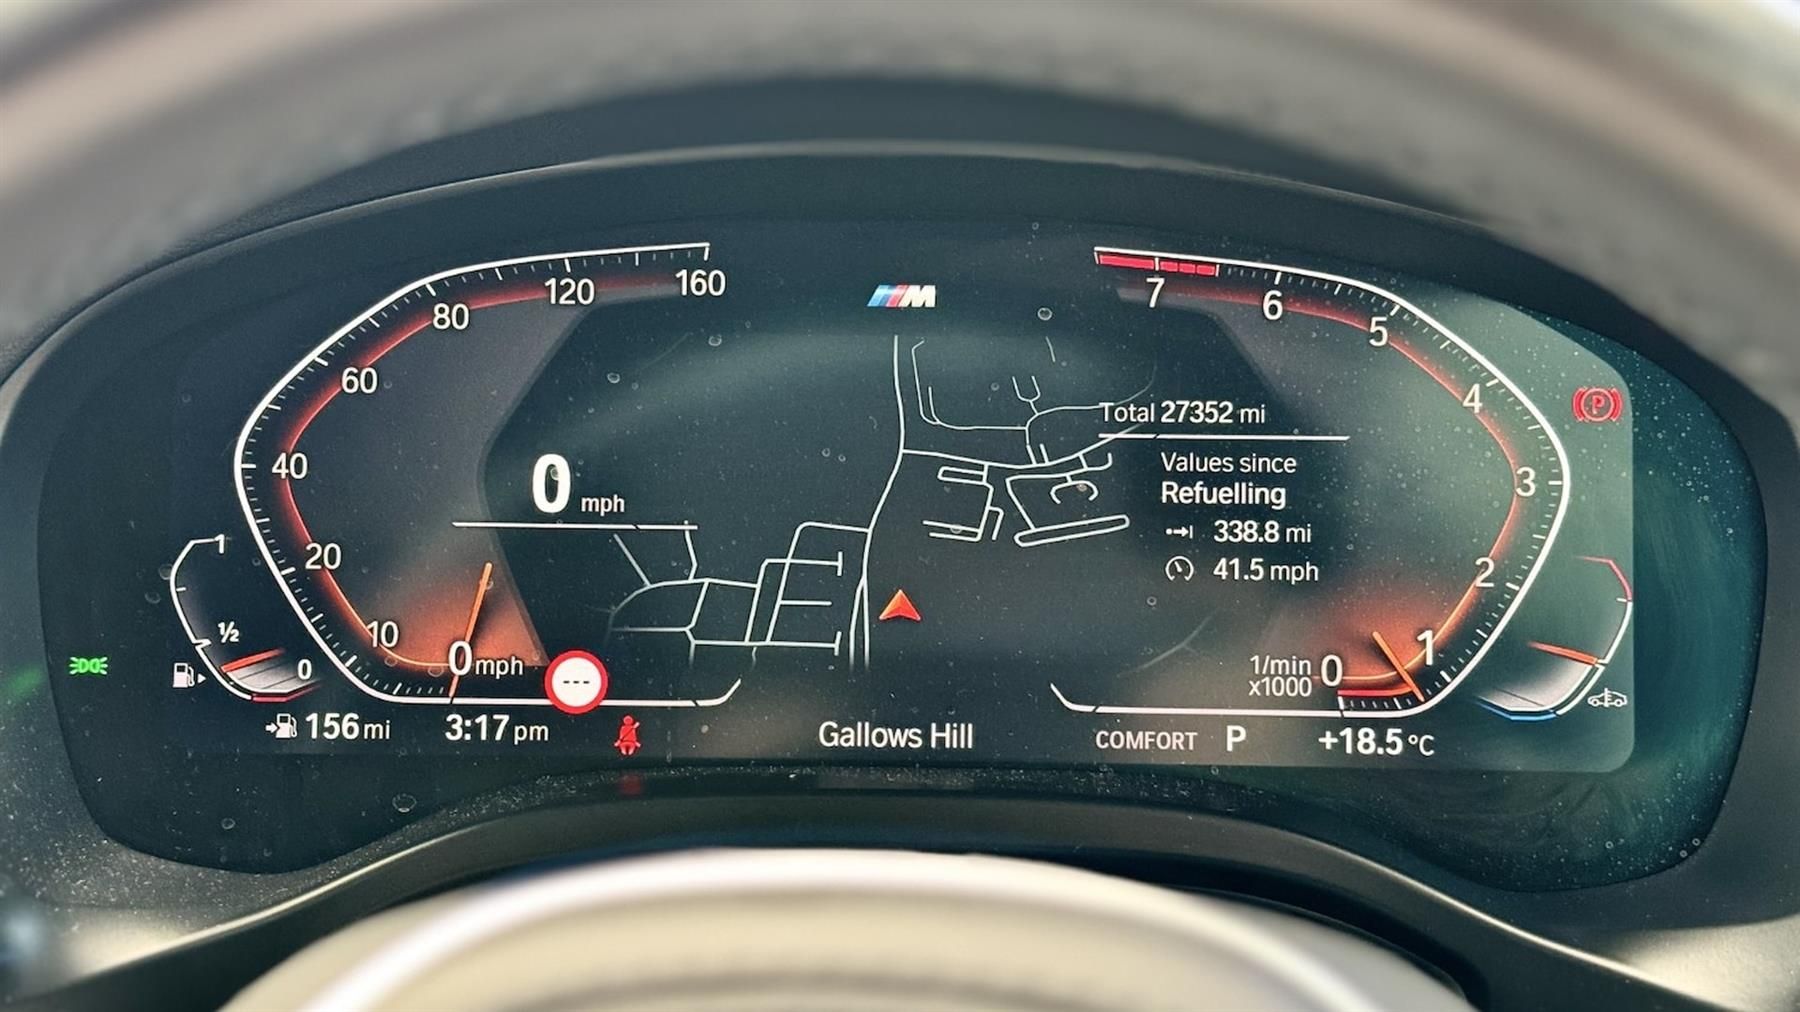 160
120
80
60
40
20
10
0 mph
0 mph
1
½
0
---
156 mi
3:17 pm
M
Total 27352 mi
Values since
Refuelling
338.8 mi
41.5 mph
Gallows Hill
7
6
5
4
3
2
1
0
1/min
x1000
P
COMFORT P
+18.5 °C